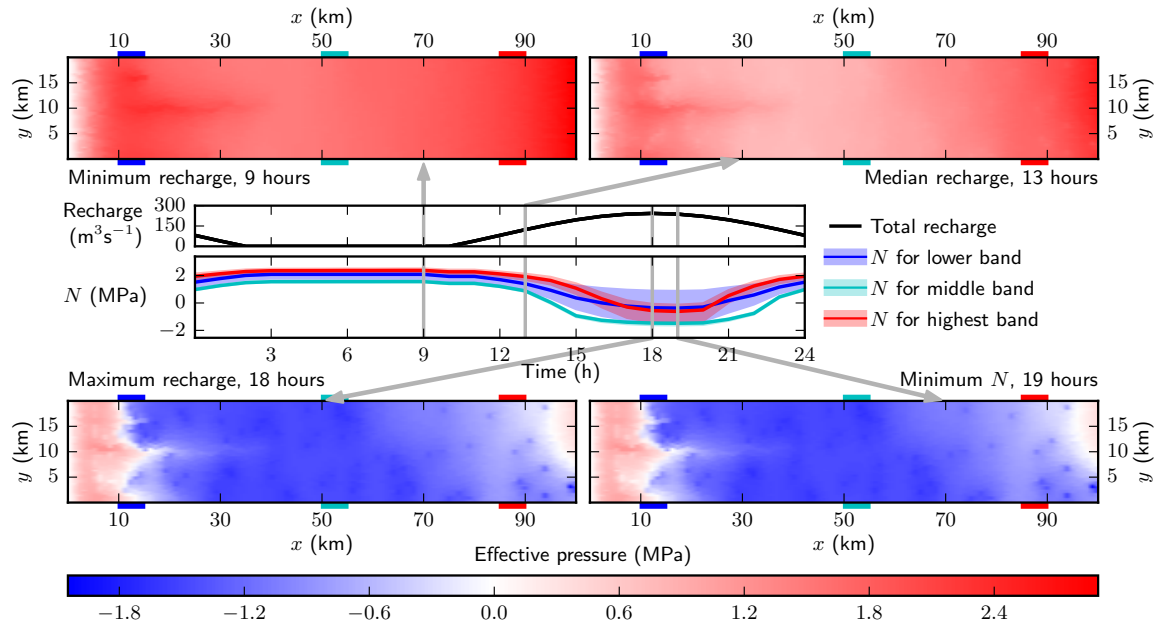 x (km)
x (km)
10 30 50 70 90
10 30 50 70 90
y (km)
15
10
5
15
10
5
y (km)
Minimum recharge, 9 hours
Median recharge, 13 hours
Recharge
(m³s⁻¹)
300
150
0
Total recharge
N for lower band
N for middle band
N for highest band
N (MPa)
2
0
−2
3 6 9 12 15 18 21 24
Time (h)
Maximum recharge, 18 hours
Minimum N, 19 hours
y (km)
15
10
5
15
10
5
y (km)
10 30 50 70 90
10 30 50 70 90
x (km)
x (km)
Effective pressure (MPa)
−1.8 −1.2 −0.6 0.0 0.6 1.2 1.8 2.4